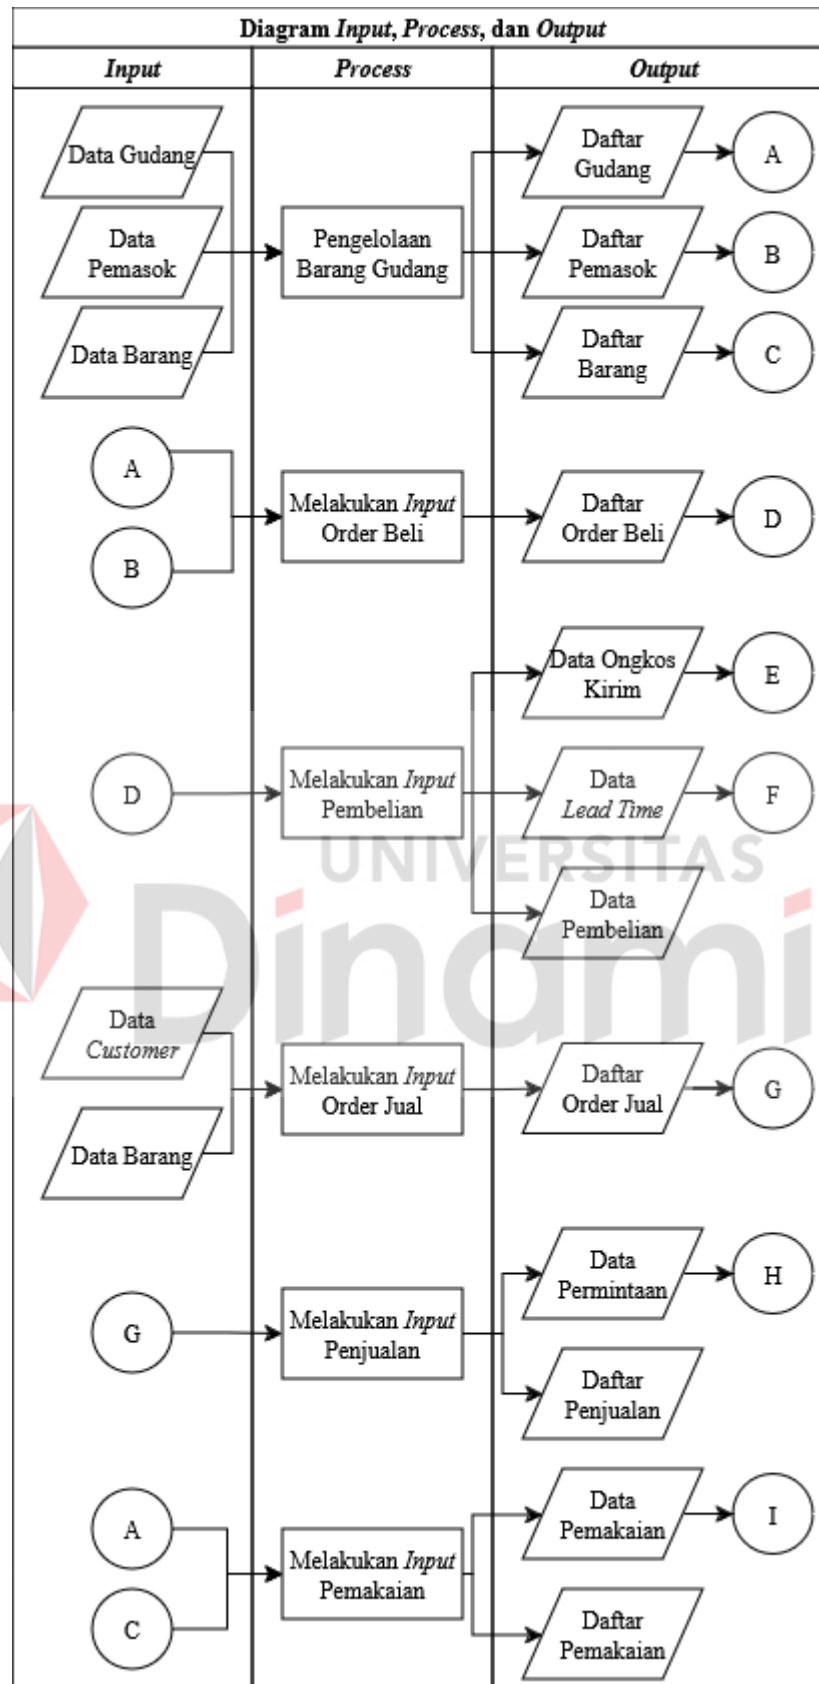 Diagram Input, Process, dan Output
Input
Process
Output
Data Gudang
Data
Pemasok
Data Barang
Pengelolaan
Barang Gudang
Daftar
Gudang
A
Daftar
Pemasok
B
Daftar
Barang
C
A
B
Melakukan Input
Order Beli
Daftar
Order Beli
D
D
Melakukan Input
Pembelian
Data Ongkos
Kirim
E
Data
Lead Time
F
Data
Pembelian
UNIVERSITAS
Dinami
Data
Customer
Data Barang
Melakukan Input
Order Jual
Daftar
Order Jual
G
G
Melakukan Input
Penjualan
Data
Permintaan
H
Daftar
Penjualan
A
C
Melakukan Input
Pemakaian
Data
Pemakaian
I
Daftar
Pemakaian